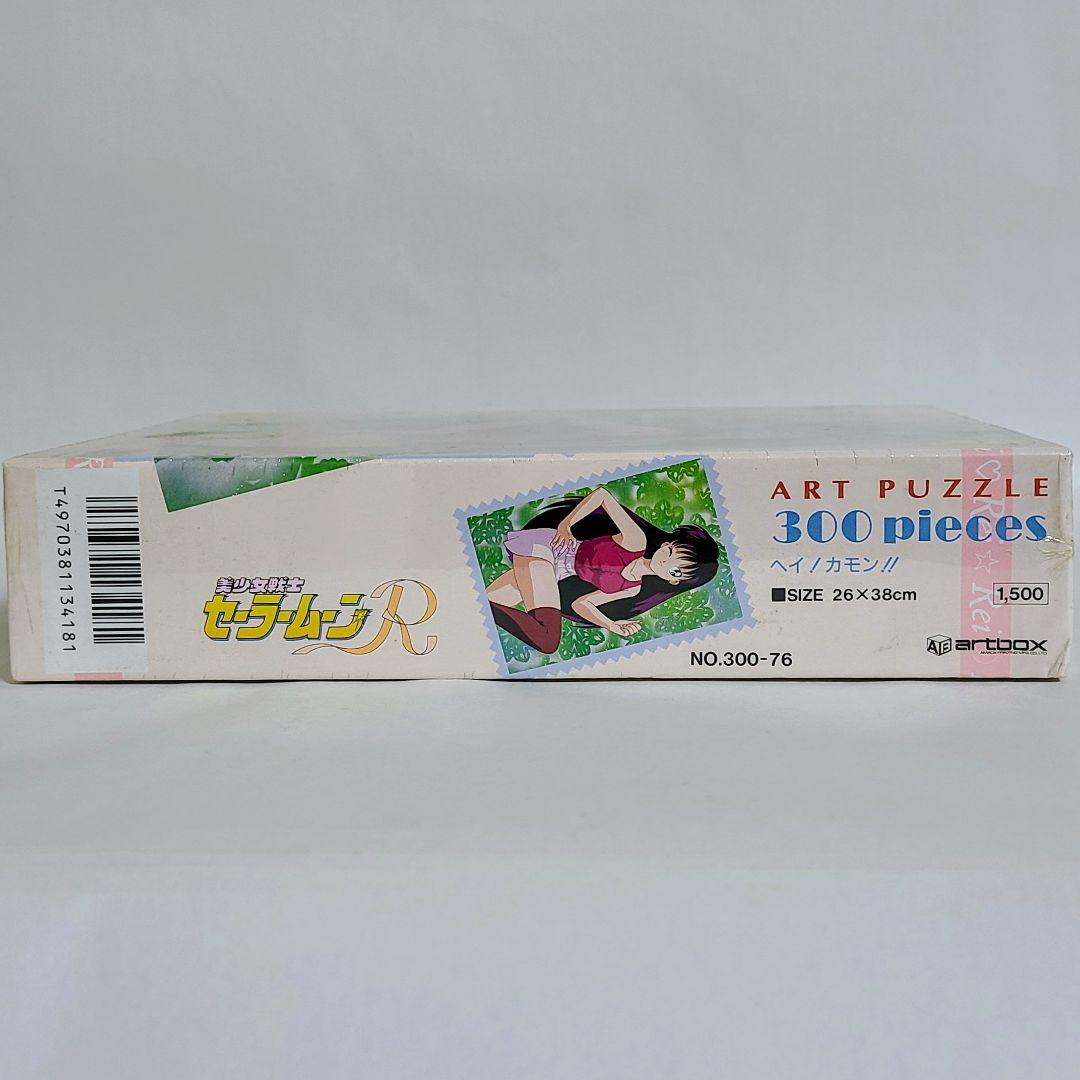 T4970381134181
美少女戦士
セーラームーンR
ART PUZZLE
300 pieces
ヘイ!カモン!!
■SIZE 26×38cm
1,500
NO.300-76
artbox
Rei ☆ Rei